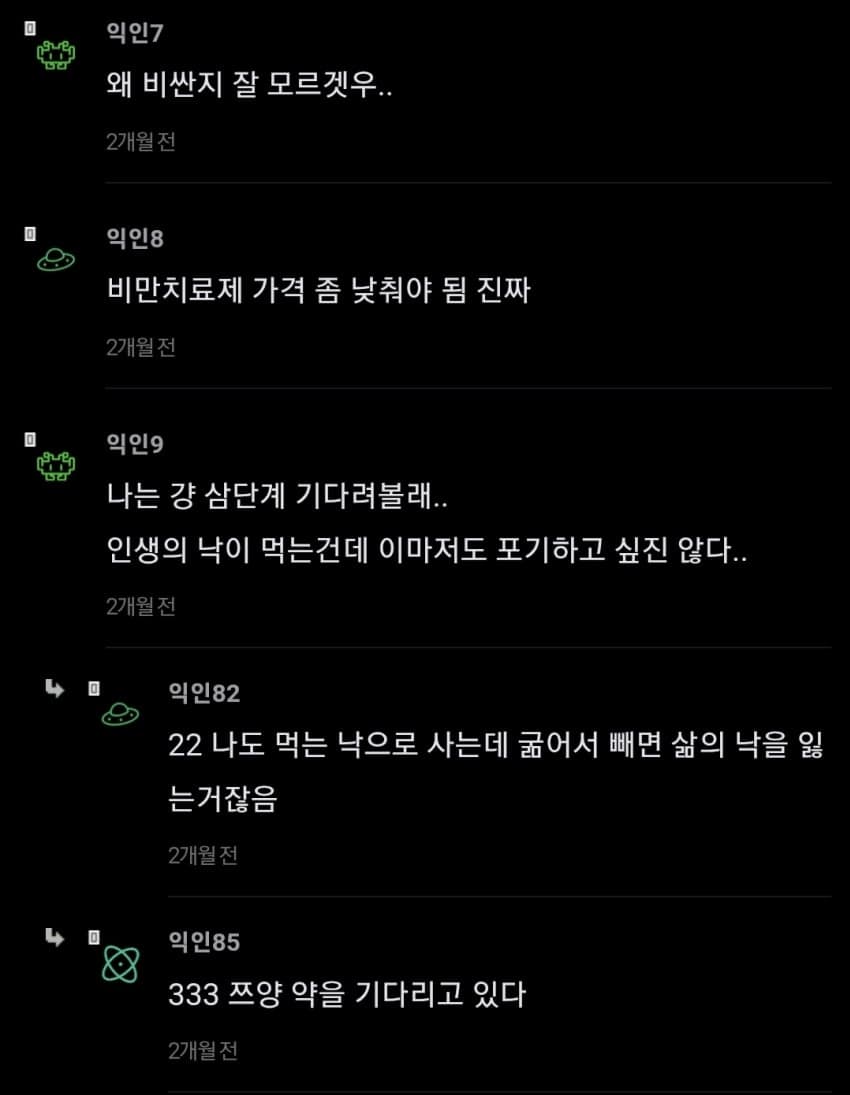 익인7
왜 비싼지 잘 모르겟우..
2개월 전
익인8
비만치료제 가격 좀 낮춰야 됨 진짜
2개월 전
익인9
나는 걍 삼단계 기다려볼래..
인생의 낙이 먹는건데 이마저도 포기하고 싶진 않다..
2개월 전
익인82
22 나도 먹는 낙으로 사는데 굶어서 빼면 삶의 낙을 잃
는거잖음
2개월 전
익인85
333 쯔양 약을 기다리고 있다
2개월 전